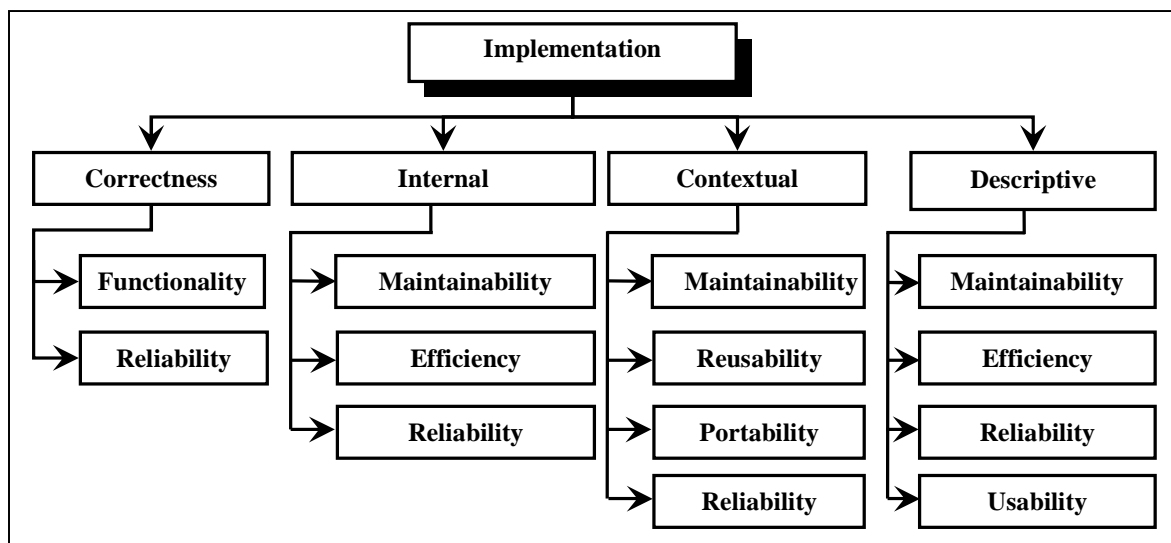 Implementation
Correctness
Internal
Contextual
Descriptive
Functionality
Reliability
Maintainability
Efficiency
Reliability
Maintainability
Reusability
Portability
Reliability
Maintainability
Efficiency
Reliability
Usability